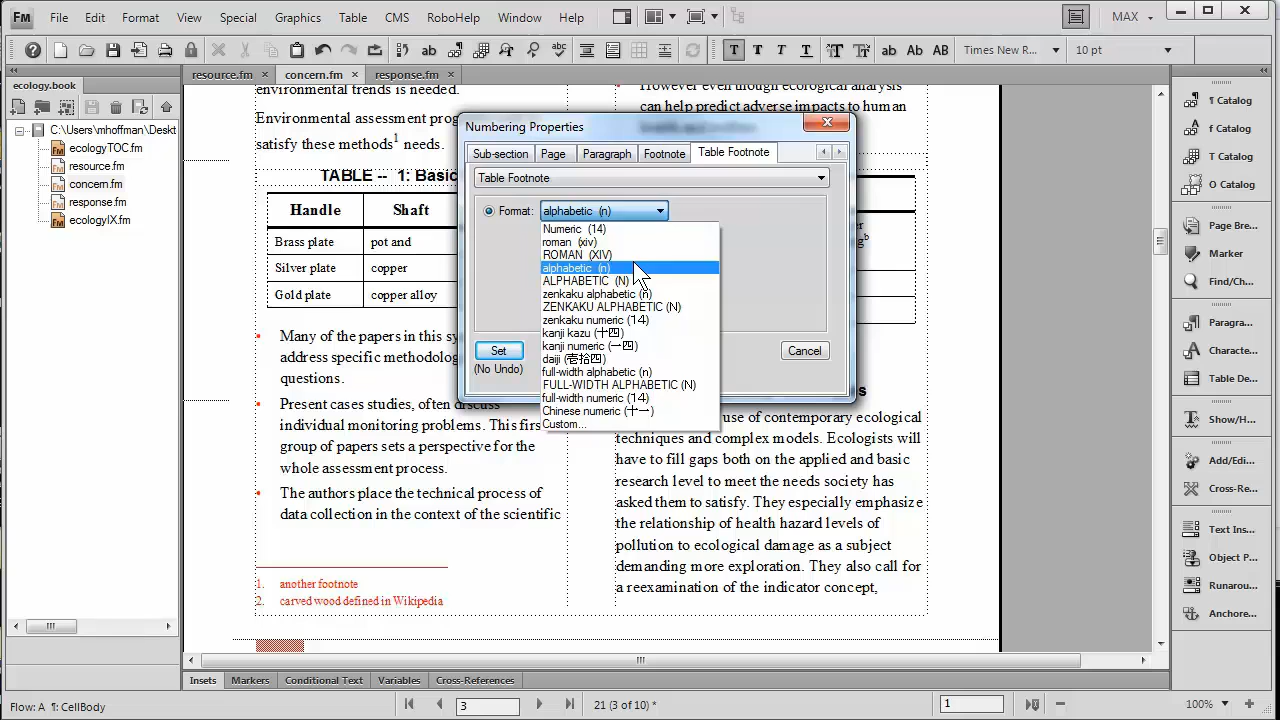 Fm File Edit Format View Special Graphics Table CMS RoboHelp Window Help MAX
Times New R... 10 pt
ecology.book
resource.fm × concern.fm × response.fm ×
C:\Users\mhoffman\Deskt
ecologyTOC.fm
resource.fm
concern.fm
response.fm
ecologyIX.fm
environmental trends is needed.
Environmental assessment prog
satisfy these methods1 needs.
TABLE -- 1: Basic
Handle Shaft
Brass plate pot and
Silver plate copper
Gold plate copper alloy
Many of the papers in this sy
address specific methodolog
questions.
Present cases studies, often discuss
individual monitoring problems. This first
group of papers sets a perspective for the
whole assessment process.
The authors place the technical process of
data collection in the context of the scientific
1. another footnote
2. carved wood defined in Wikipedia
However even though ecological analysis
can help predict adverse impacts to human
Numbering Properties
Sub-section Page Paragraph Footnote Table Footnote
Table Footnote
Format: alphabetic (n)
Numeric (14)
roman (xiv)
ROMAN (XIV)
alphabetic (n)
ALPHABETIC (N)
zenkaku alphabetic (n)
ZENKAKU ALPHABETIC (N)
zenkaku numeric (14)
kanji kazu (十四)
kanji numeric (一四)
daiji (壱拾四)
full-width alphabetic (n)
FULL-WIDTH ALPHABETIC (N)
full-width numeric (14)
Chinese numeric (十一)
Custom...
Set
(No Undo)
Cancel
use of contemporary ecological
techniques and complex models. Ecologists will
have to fill gaps both on the applied and basic
research level to meet the needs society has
asked them to satisfy. They especially emphasize
the relationship of health hazard levels of
pollution to ecological damage as a subject
demanding more exploration. They also call for
a reexamination of the indicator concept,
¶ Catalog
f Catalog
T Catalog
O Catalog
Page Bre...
Marker
Find/Ch...
Paragra...
Characte...
Table De...
Show/H...
Add/Edi...
Cross-Re...
Text Ins...
Object P...
Runarou...
Anchore...
Insets Markers Conditional Text Variables Cross-References
Flow: A ¶: CellBody 3 21 (3 of 10) * 1 100%